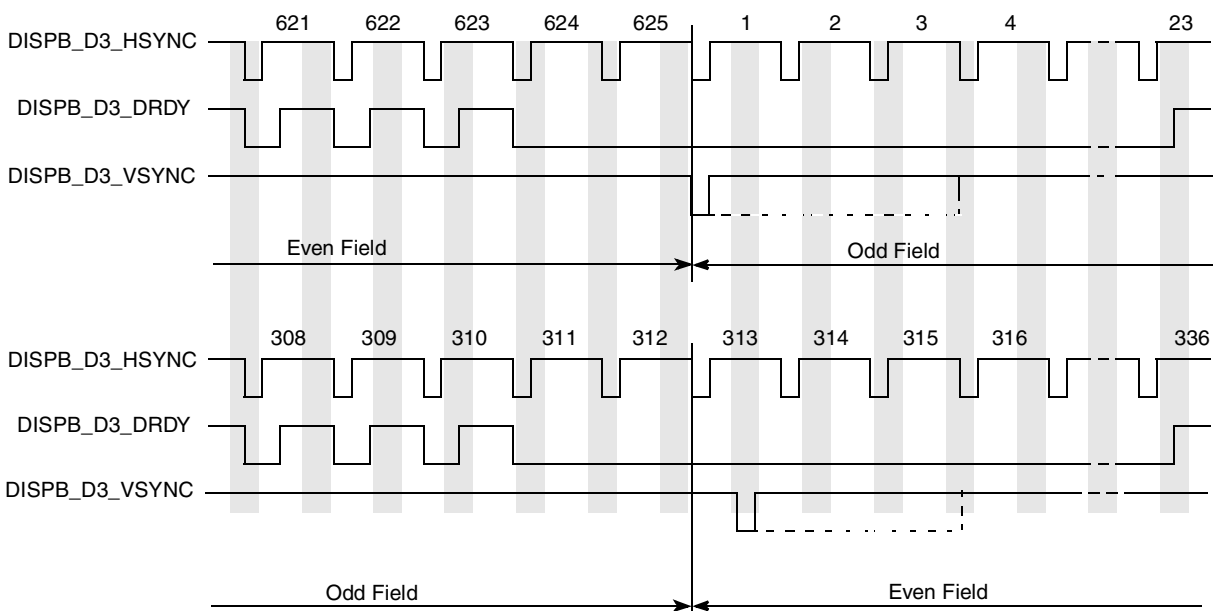 621 622 623 624 625 1 2 3 4 23
DISPB_D3_HSYNC
DISPB_D3_DRDY
DISPB_D3_VSYNC
Even Field Odd Field
308 309 310 311 312 313 314 315 316 336
DISPB_D3_HSYNC
DISPB_D3_DRDY
DISPB_D3_VSYNC
Odd Field Even Field